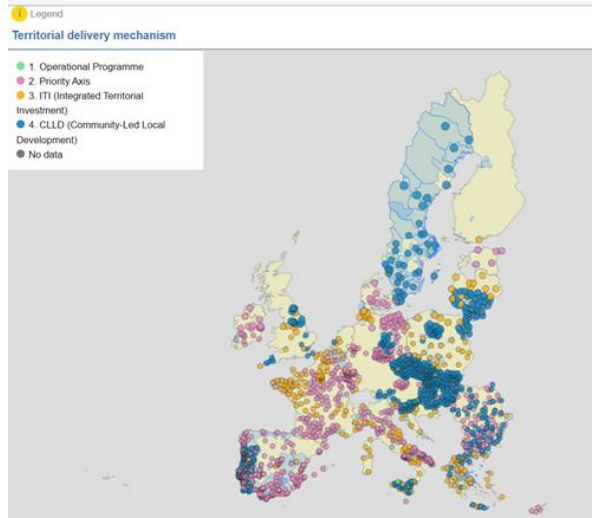 i Legend
Territorial delivery mechanism
1. Operational Programme
2. Priority Axis
3. ITI (Integrated Territorial
Investment)
4. CLLD (Community-Led Local
Development)
No data